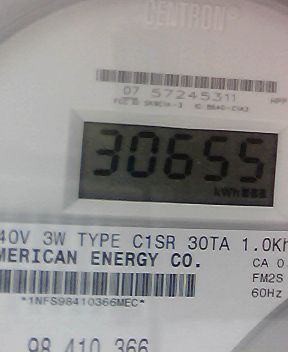 CENTRON®
07 57245311
30655
kWh
40V 3W TYPE C1SR 30TA 1.0Kh
MERICAN ENERGY CO.
CA 0.
FM2S
60Hz
*1NFS98410366MEC*
98 410 366